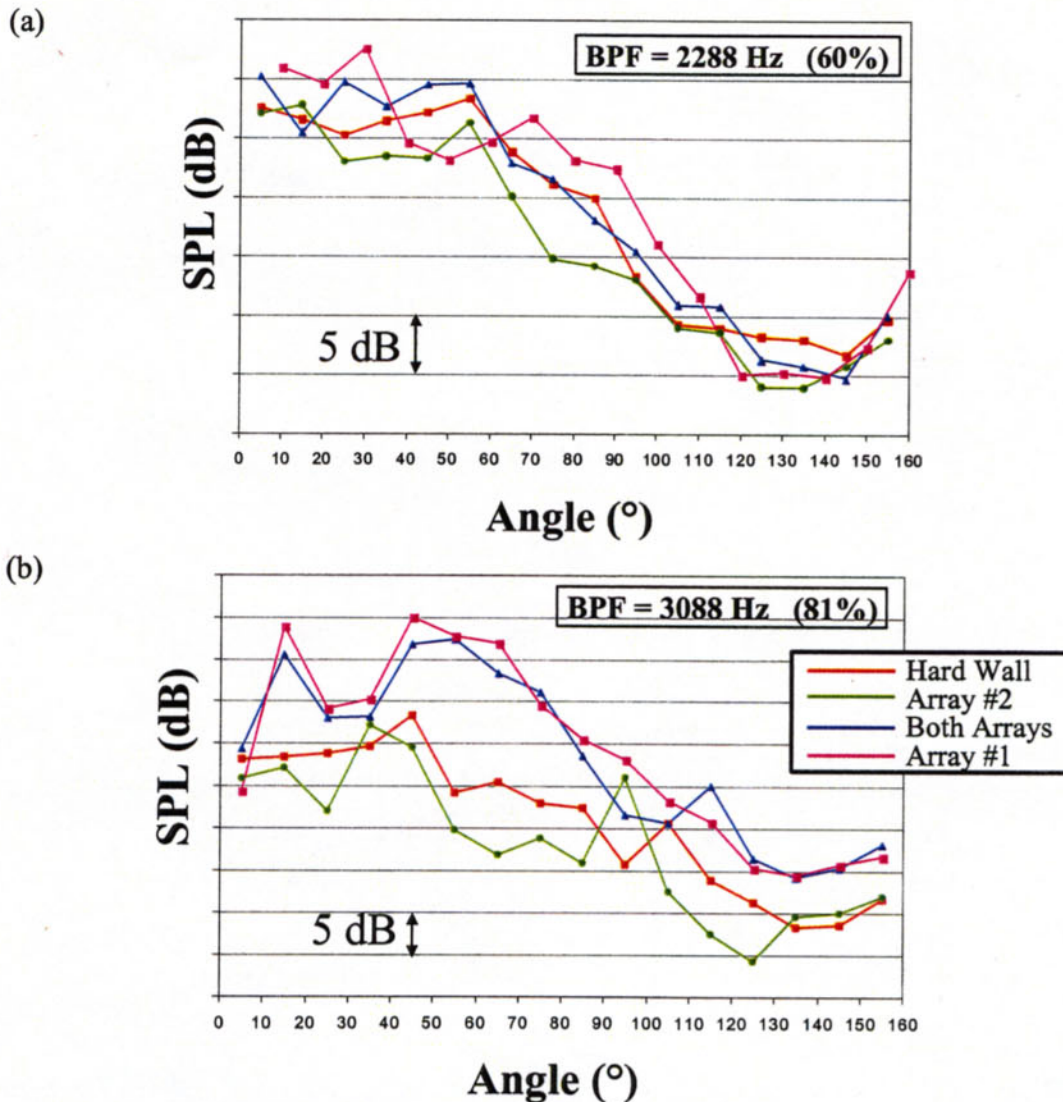 (a)
BPF = 2288 Hz (60%)
SPL (dB)
5 dB
0 10 20 30 40 50 60 70 80 90 100 110 120 130 140 150 160
Angle (°)
(b)
BPF = 3088 Hz (81%)
Hard Wall
Array #2
Both Arrays
Array #1
SPL (dB)
5 dB
0 10 20 30 40 50 60 70 80 90 100 110 120 130 140 150 160
Angle (°)